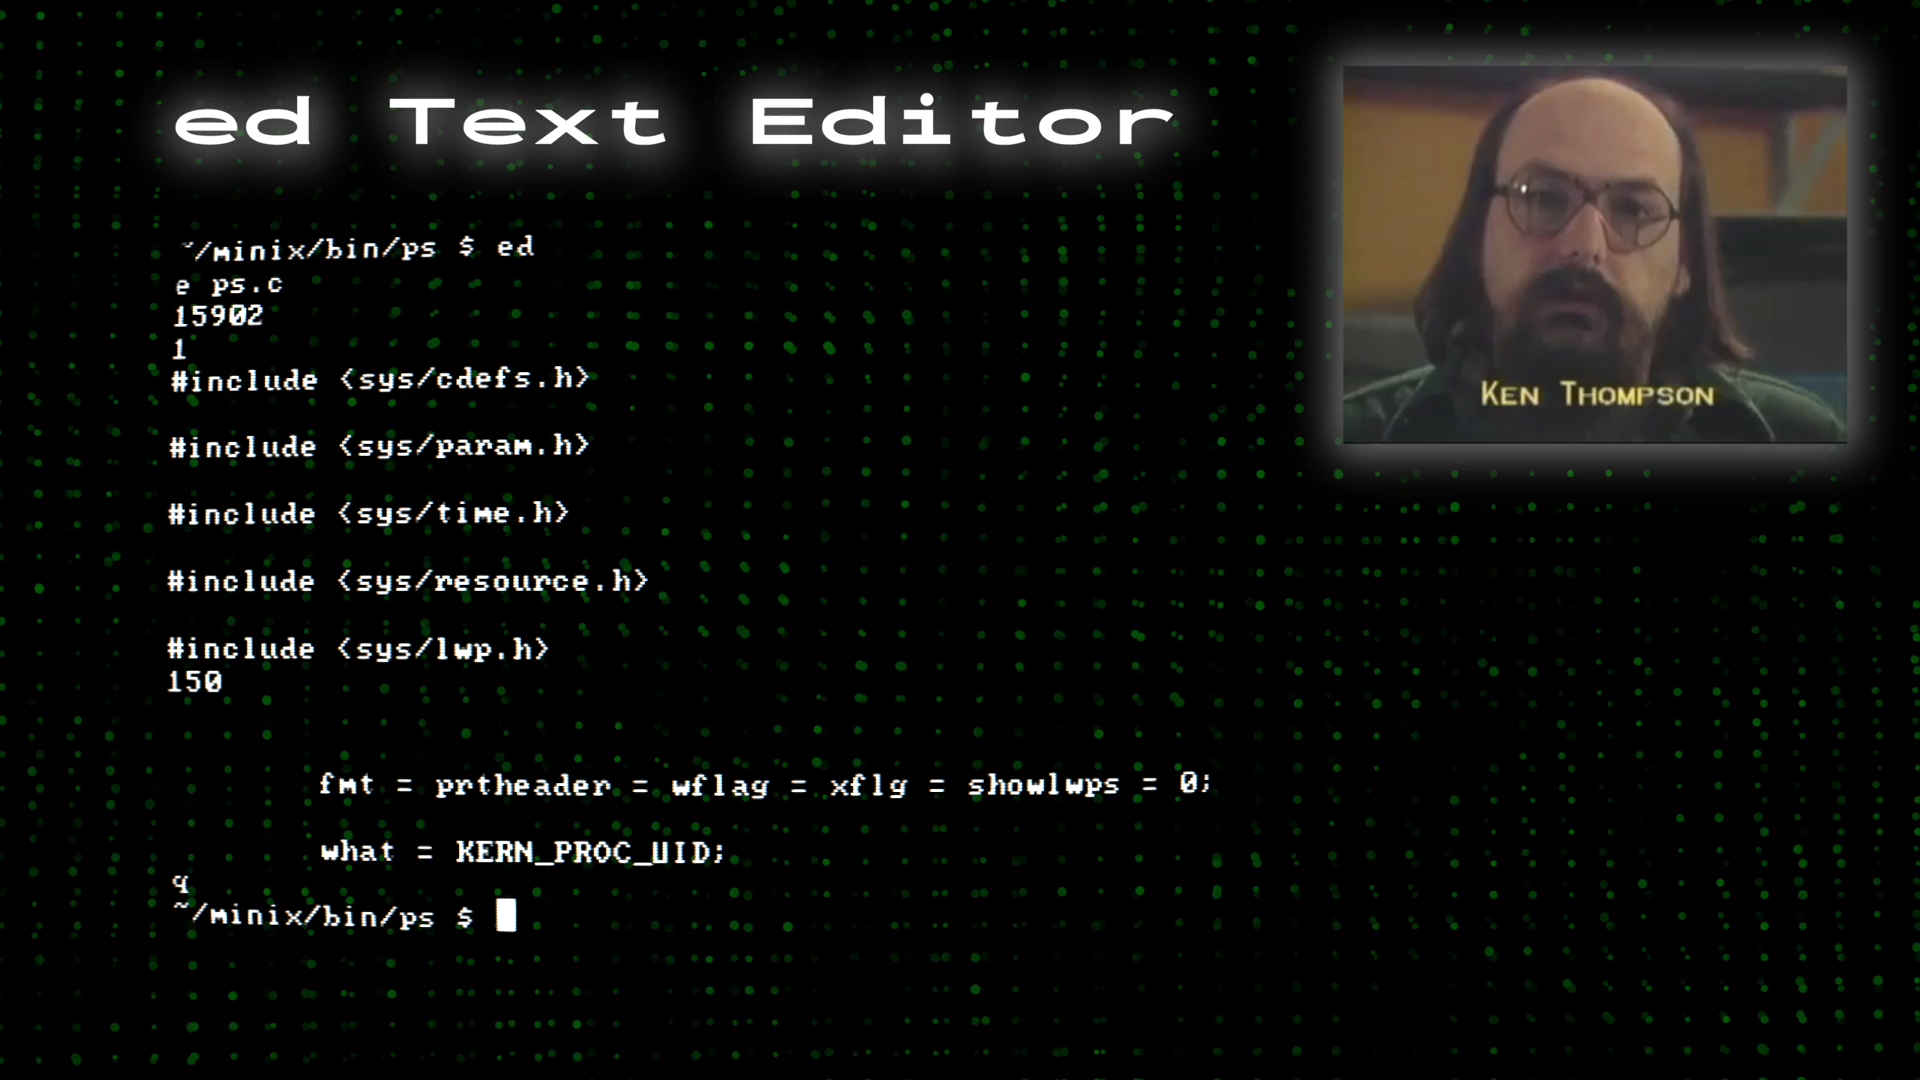 ed Text Editor
~/minix/bin/ps $ ed
e ps.c
15902
1
#include <sys/cdefs.h>
#include <sys/param.h>
#include <sys/time.h>
#include <sys/resource.h>
#include <sys/lwp.h>
150
fmt = prtheader = wflag = xflg = showlwps = 0;
what = KERN_PROC_UID;
q
~/minix/bin/ps $
KEN THOMPSON